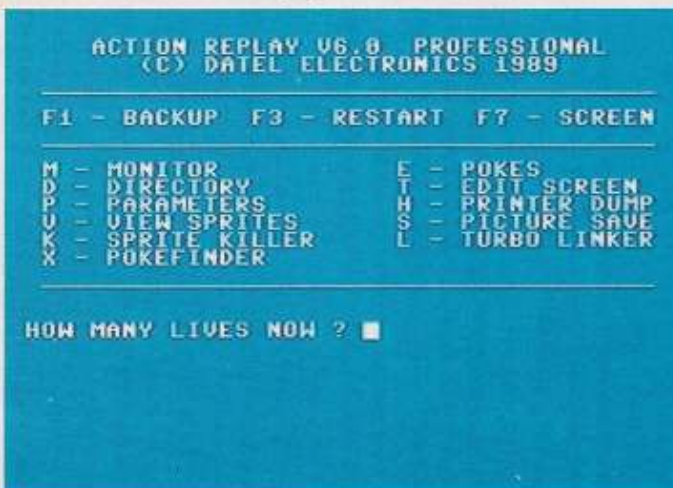 ACTION REPLAY V6.0 PROFESSIONAL
(C) DATEL ELECTRONICS 1989
F1 - BACKUP F3 - RESTART F7 - SCREEN
M - MONITOR E - POKES
D - DIRECTORY T - EDIT SCREEN
P - PARAMETERS H - PRINTER DUMP
V - VIEW SPRITES S - PICTURE SAVE
K - SPRITE KILLER L - TURBO LINKER
X - POKEFINDER
HOW MANY LIVES NOW ?